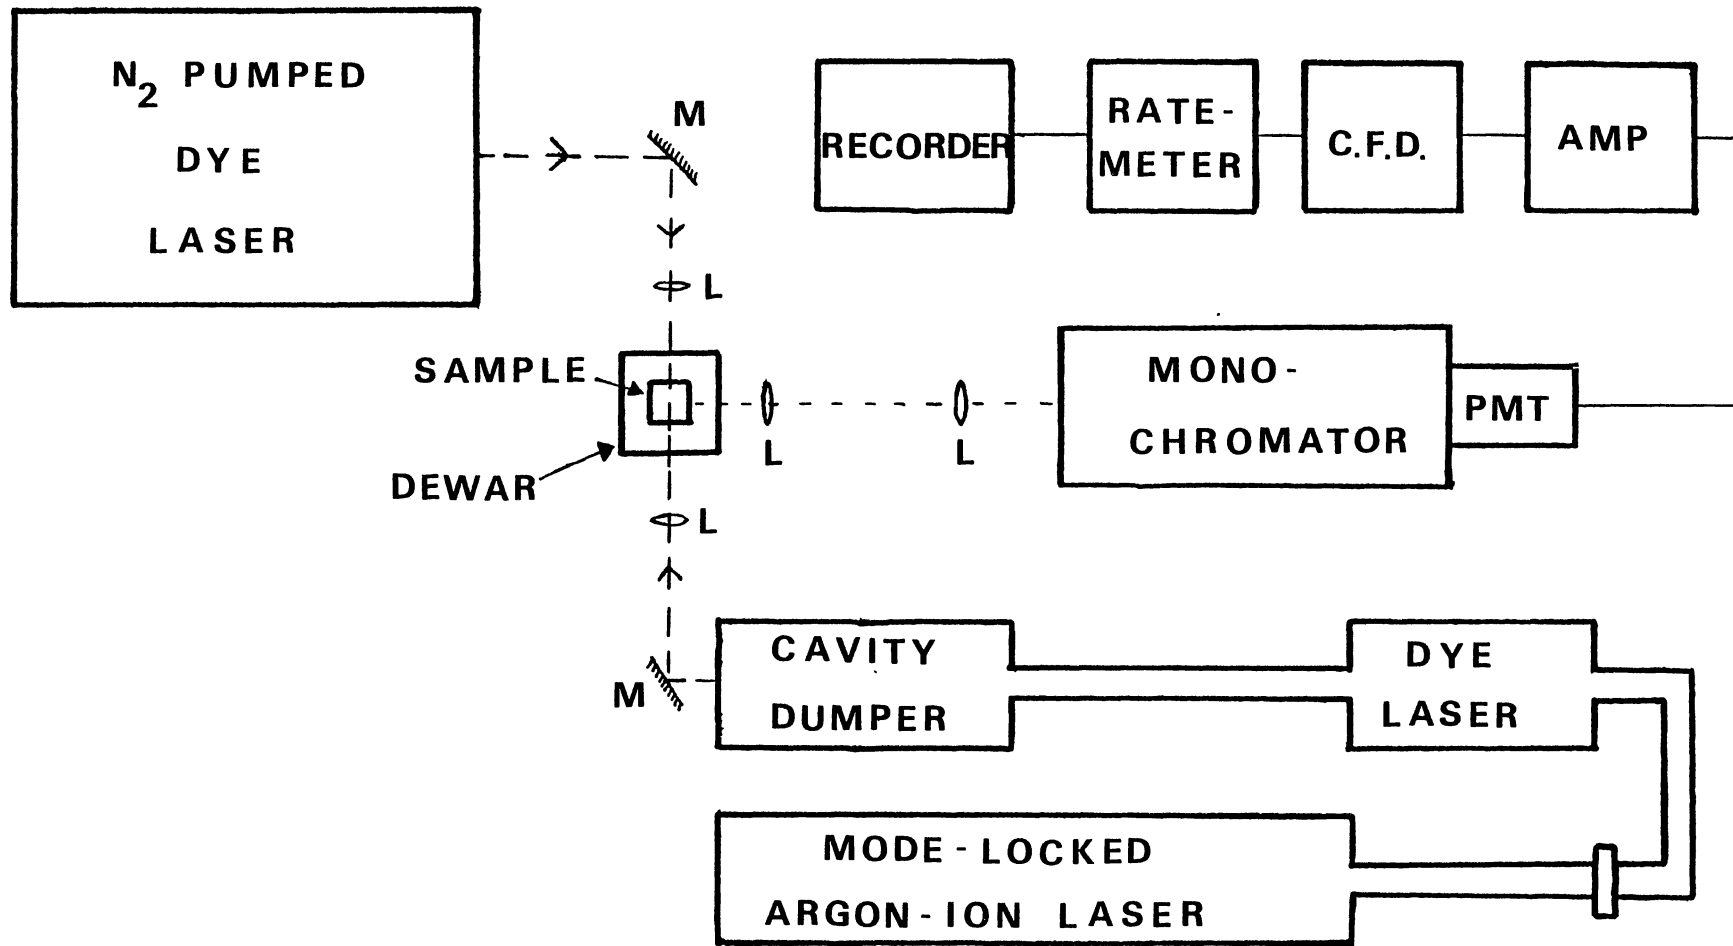 N2 PUMPED
DYE
LASER
M
RECORDER
RATE-
METER
C.F.D.
AMP
L
SAMPLE
DEWAR
L
L
MONO-
CHROMATOR
PMT
L
M
CAVITY
DUMPER
DYE
LASER
MODE-LOCKED
ARGON-ION LASER